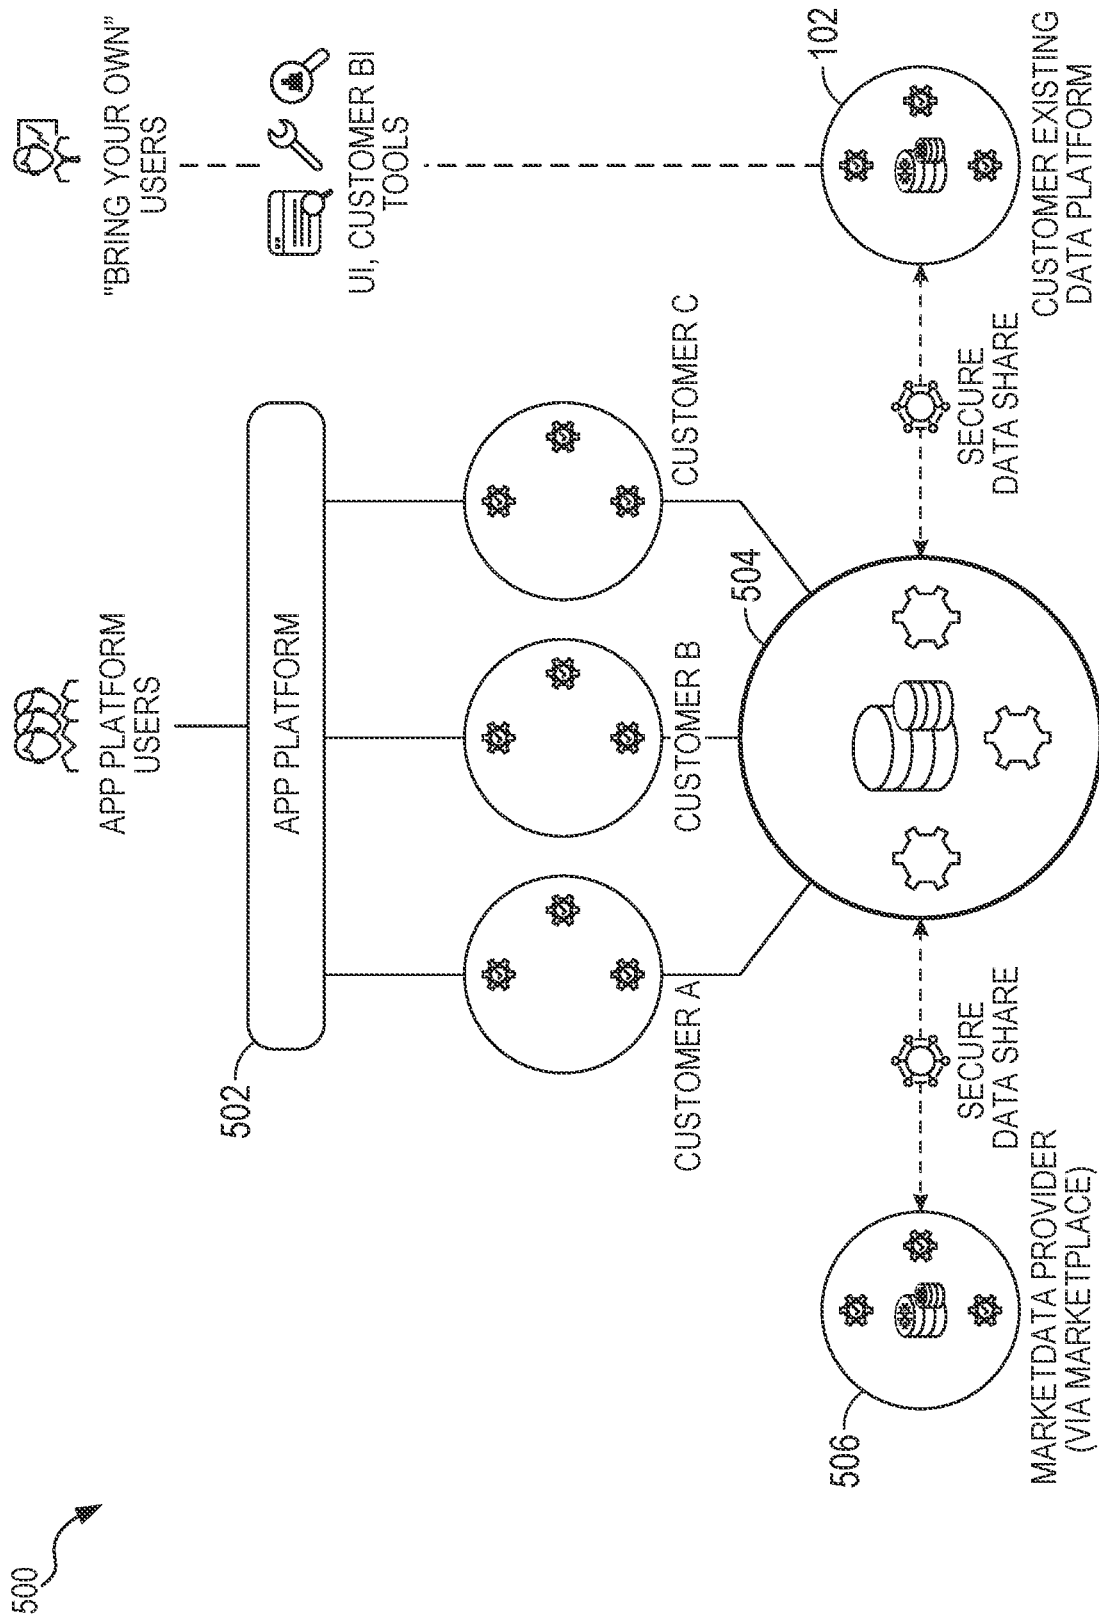 500
APP PLATFORM
USERS
"BRING YOUR OWN"
USERS
502
APP PLATFORM
UI, CUSTOMER BI
TOOLS
CUSTOMER A
CUSTOMER B
CUSTOMER C
504
506
102
SECURE
DATA SHARE
SECURE
DATA SHARE
MARKETDATA PROVIDER
(VIA MARKETPLACE)
CUSTOMER EXISTING
DATA PLATFORM